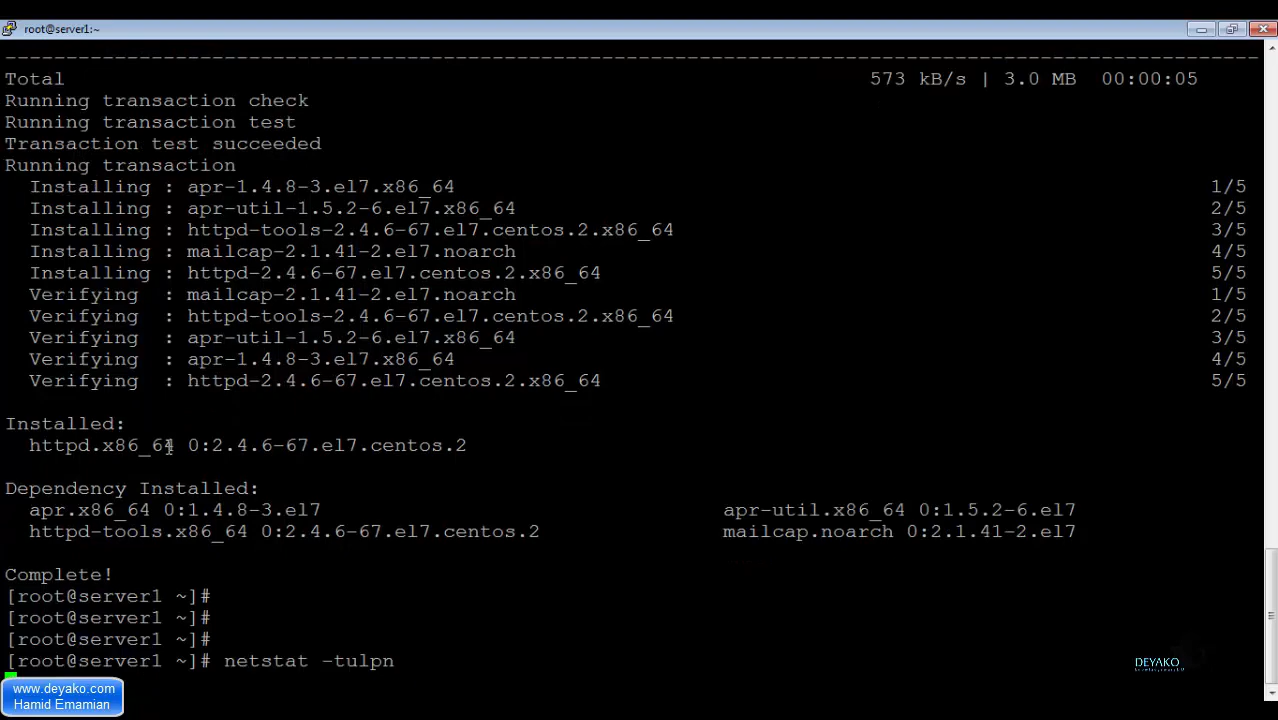 root@server1:~
Total 573 kB/s | 3.0 MB 00:00:05
Running transaction check
Running transaction test
Transaction test succeeded
Running transaction
Installing : apr-1.4.8-3.el7.x86_64 1/5
Installing : apr-util-1.5.2-6.el7.x86_64 2/5
Installing : httpd-tools-2.4.6-67.el7.centos.2.x86_64 3/5
Installing : mailcap-2.1.41-2.el7.noarch 4/5
Installing : httpd-2.4.6-67.el7.centos.2.x86_64 5/5
Verifying : mailcap-2.1.41-2.el7.noarch 1/5
Verifying : httpd-tools-2.4.6-67.el7.centos.2.x86_64 2/5
Verifying : apr-util-1.5.2-6.el7.x86_64 3/5
Verifying : apr-1.4.8-3.el7.x86_64 4/5
Verifying : httpd-2.4.6-67.el7.centos.2.x86_64 5/5
Installed:
httpd.x86_64 0:2.4.6-67.el7.centos.2
Dependency Installed:
apr.x86_64 0:1.4.8-3.el7 apr-util.x86_64 0:1.5.2-6.el7
httpd-tools.x86_64 0:2.4.6-67.el7.centos.2 mailcap.noarch 0:2.1.41-2.el7
Complete!
[root@server1 ~]#
[root@server1 ~]#
[root@server1 ~]#
[root@server1 ~]# netstat -tulpn
DEYAKO
www.deyako.com
Hamid Emamian